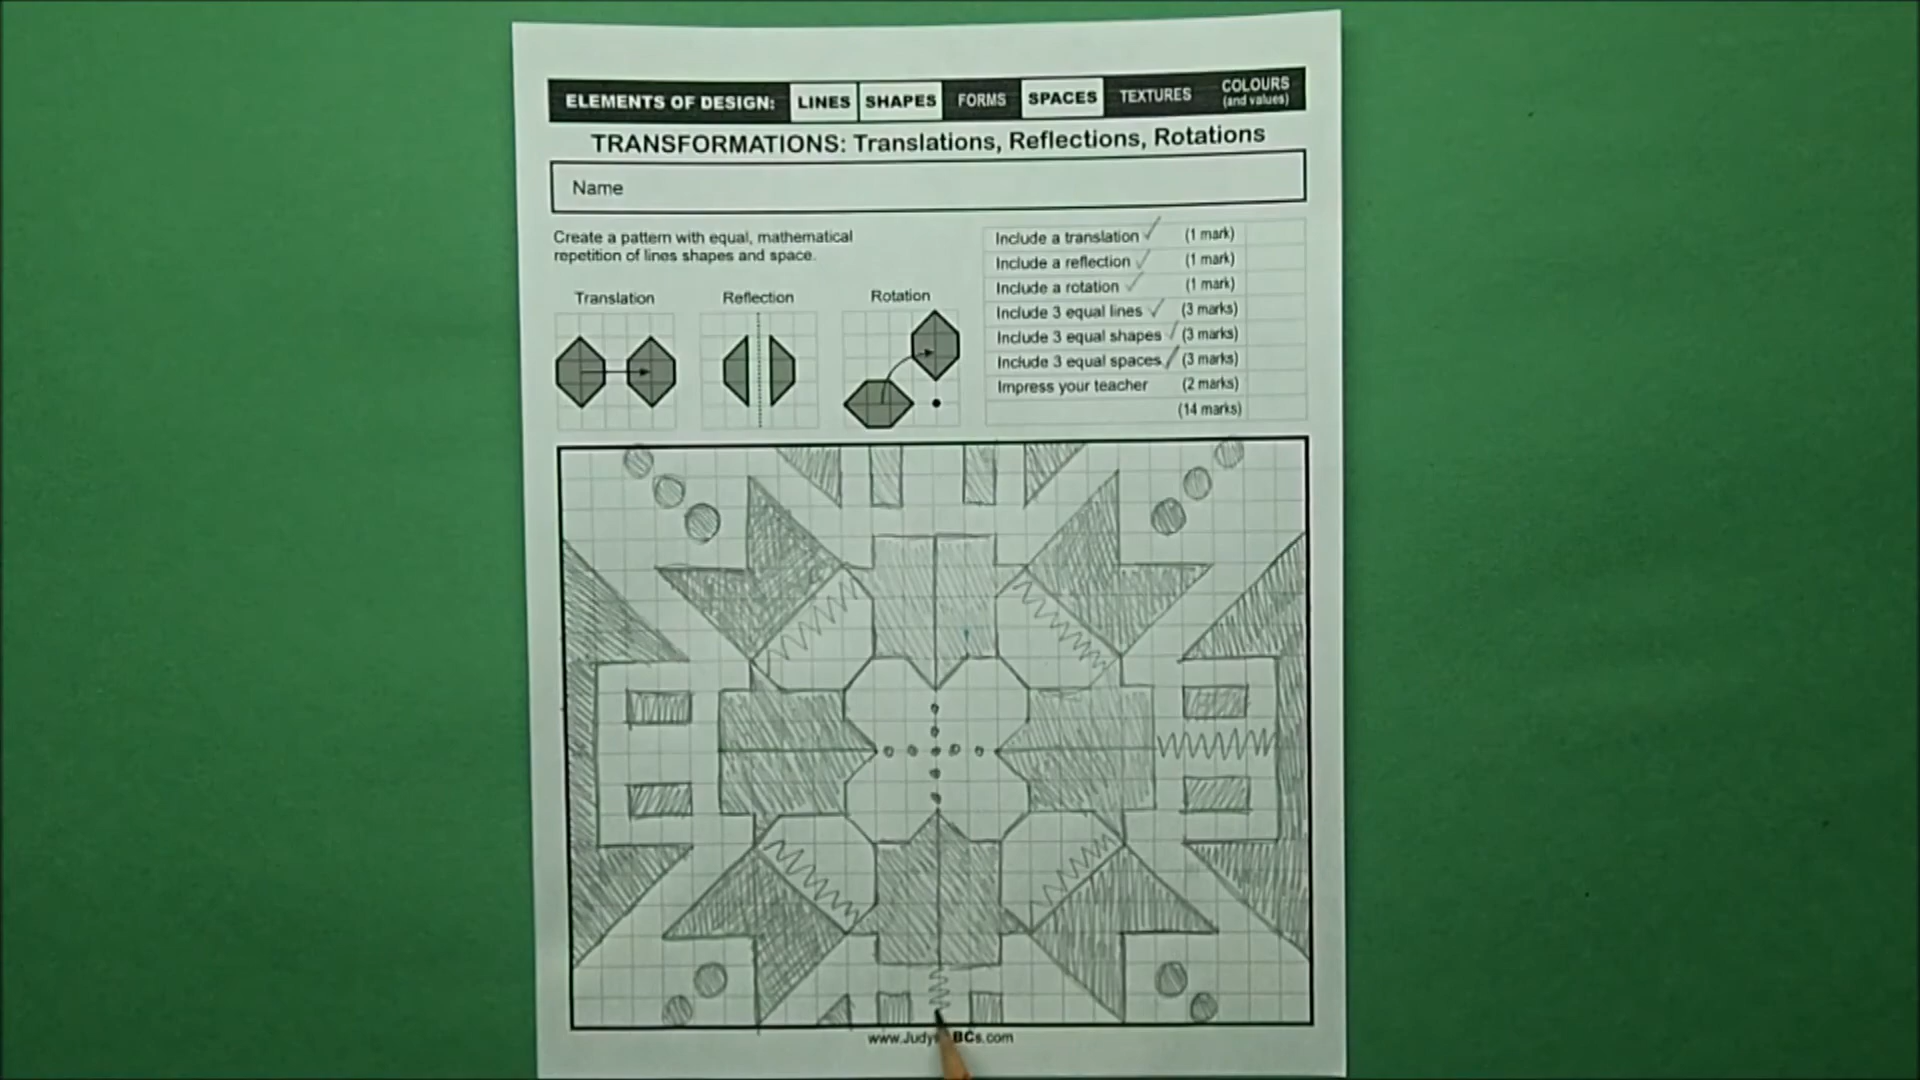 ELEMENTS OF DESIGN: LINES SHAPES FORMS SPACES TEXTURES COLOURS (and values)
TRANSFORMATIONS: Translations, Reflections, Rotations
Name
Create a pattern with equal, mathematical
repetition of lines shapes and space.
Translation Reflection Rotation
Include a translation ✓ (1 mark)
Include a reflection ✓ (1 mark)
Include a rotation ✓ (1 mark)
Include 3 equal lines ✓ (3 marks)
Include 3 equal shapes ✓ (3 marks)
Include 3 equal spaces ✓ (3 marks)
Impress your teacher (2 marks)
(14 marks)